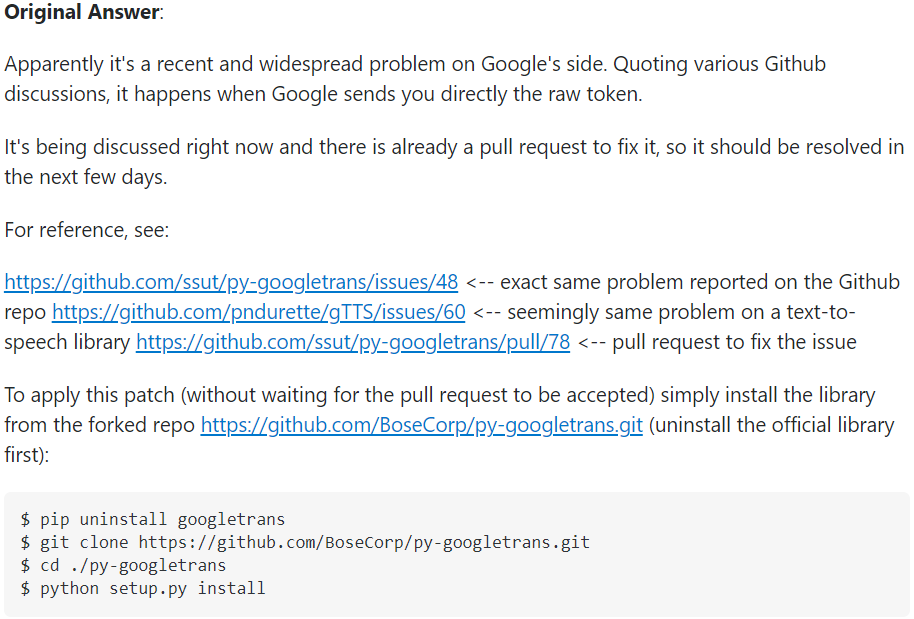 Original Answer:
Apparently it's a recent and widespread problem on Google's side. Quoting various Github
discussions, it happens when Google sends you directly the raw token.
It's being discussed right now and there is already a pull request to fix it, so it should be resolved in
the next few days.
For reference, see:
https://github.com/ssut/py-googletrans/issues/48 <-- exact same problem reported on the Github
repo https://github.com/pndurette/gTTS/issues/60 <-- seemingly same problem on a text-to-
speech library https://github.com/ssut/py-googletrans/pull/78 <-- pull request to fix the issue
To apply this patch (without waiting for the pull request to be accepted) simply install the library
from the forked repo https://github.com/BoseCorp/py-googletrans.git (uninstall the official library
first):
$ pip uninstall googletrans
$ git clone https://github.com/BoseCorp/py-googletrans.git
$ cd ./py-googletrans
$ python setup.py install